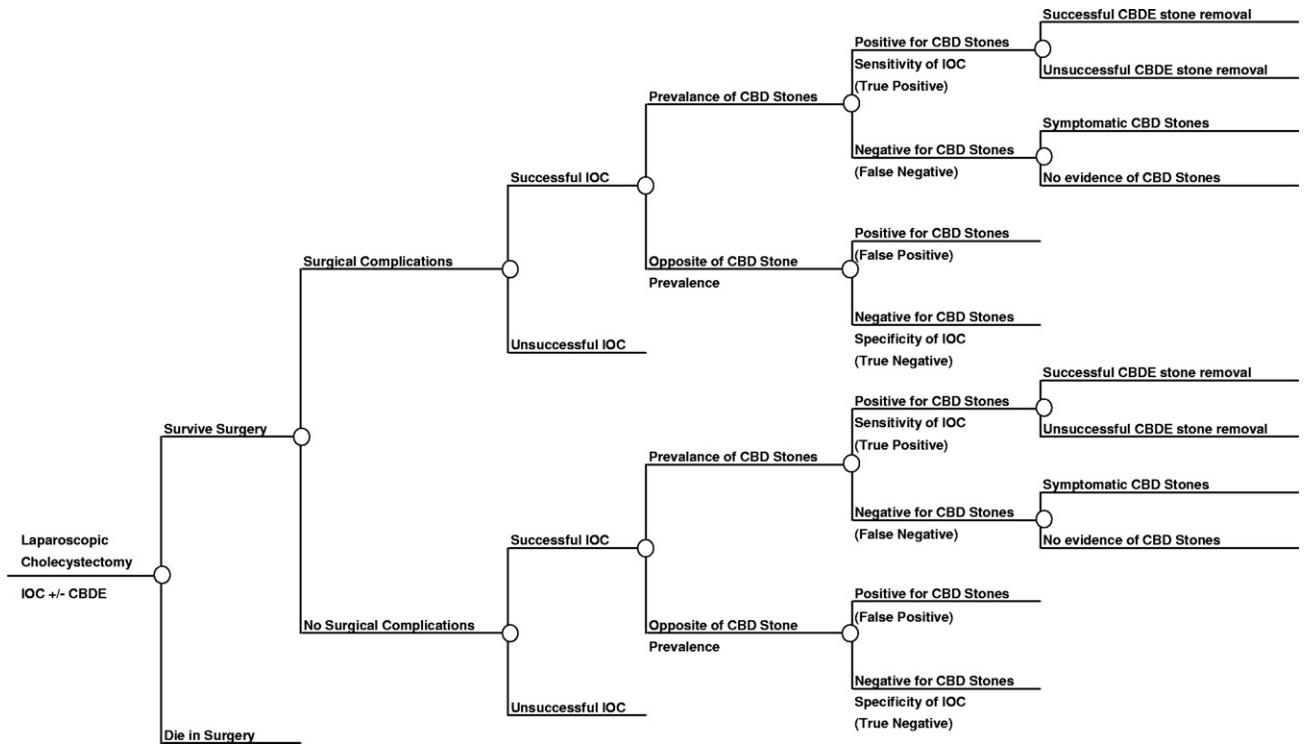 Laparoscopic
Cholecystectomy
IOC +/- CBDE
Survive Surgery
Die in Surgery
Surgical Complications
No Surgical Complications
Successful IOC
Unsuccessful IOC
Successful IOC
Unsuccessful IOC
Prevalance of CBD Stones
Opposite of CBD Stone
Prevalence
Prevalance of CBD Stones
Opposite of CBD Stone
Prevalence
Positive for CBD Stones
Sensitivity of IOC
(True Positive)
Negative for CBD Stones
(False Negative)
Positive for CBD Stones
(False Positive)
Negative for CBD Stones
Specificity of IOC
(True Negative)
Positive for CBD Stones
Sensitivity of IOC
(True Positive)
Negative for CBD Stones
(False Negative)
Positive for CBD Stones
(False Positive)
Negative for CBD Stones
Specificity of IOC
(True Negative)
Successful CBDE stone removal
Unsuccessful CBDE stone removal
Symptomatic CBD Stones
No evidence of CBD Stones
Successful CBDE stone removal
Unsuccessful CBDE stone removal
Symptomatic CBD Stones
No evidence of CBD Stones